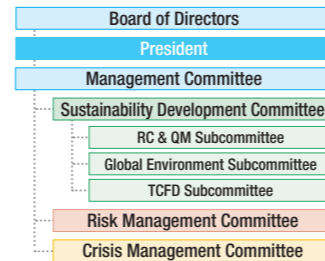 Board of Directors
President
Management Committee
Sustainability Development Committee
RC & QM Subcommittee
Global Environment Subcommittee
TCFD Subcommittee
Risk Management Committee
Crisis Management Committee